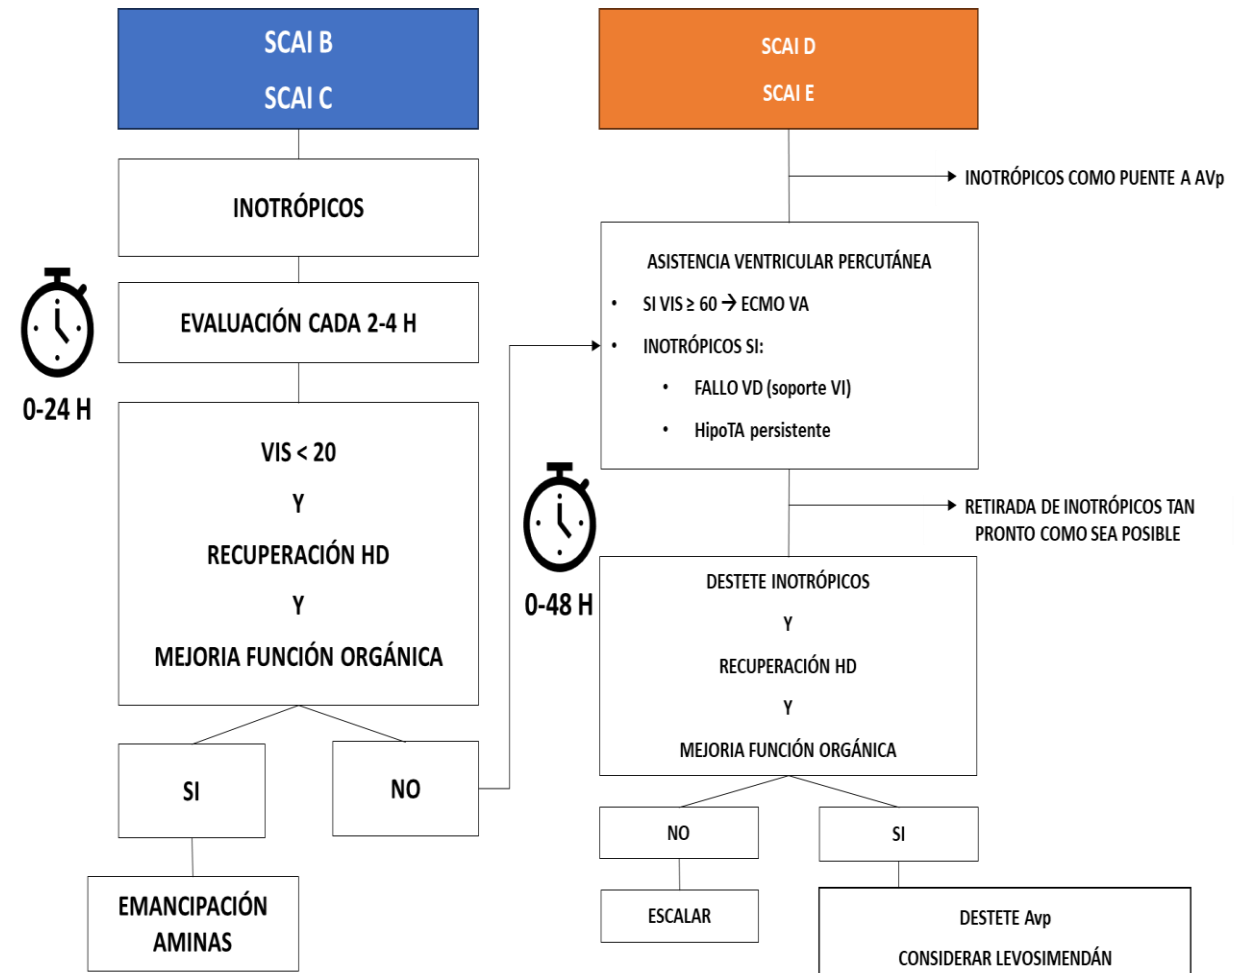 SCAI B
SCAI C
INOTRÓPICOS
EVALUACIÓN CADA 2-4 H
0-24 H
VIS < 20
Y
RECUPERACIÓN HD
Y
MEJORIA FUNCIÓN ORGÁNICA
SI
NO
EMANCIPACIÓN
AMINAS
SCAI D
SCAI E
INOTRÓPICOS COMO PUENTE A AVp
ASISTENCIA VENTRICULAR PERCUTÁNEA
• SI VIS ≥ 60 → ECMO VA
• INOTRÓPICOS SI:
• FALLO VD (soporte VI)
• HipoTA persistente
RETIRADA DE INOTRÓPICOS TAN
PRONTO COMO SEA POSIBLE
0-48 H
DESTETE INOTRÓPICOS
Y
RECUPERACIÓN HD
Y
MEJORIA FUNCIÓN ORGÁNICA
NO
SI
ESCALAR
DESTETE Avp
CONSIDERAR LEVOSIMENDÁN